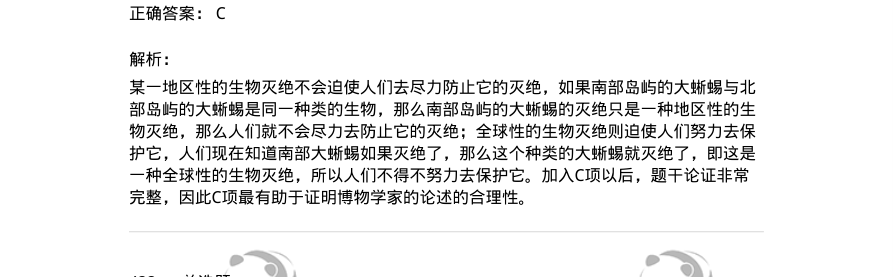 正确答案： C
解析：
某一地区性的生物灭绝不会迫使人们去尽力防止它的灭绝，如果南部岛屿的大蜥蜴与北
部岛屿的大蜥蜴是同一种类的生物，那么南部岛屿的大蜥蜴的灭绝只是一种地区性的生
物灭绝，那么人们就不会尽力去防止它的灭绝；全球性的生物灭绝则迫使人们努力去保
护它，人们现在知道南部大蜥蜴如果灭绝了，那么这个种类的大蜥蜴就灭绝了，即这是
一种全球性的生物灭绝，所以人们不得不努力去保护它。加入C项以后，题干论证非常
完整，因此C项最有助于证明博物学家的论述的合理性。